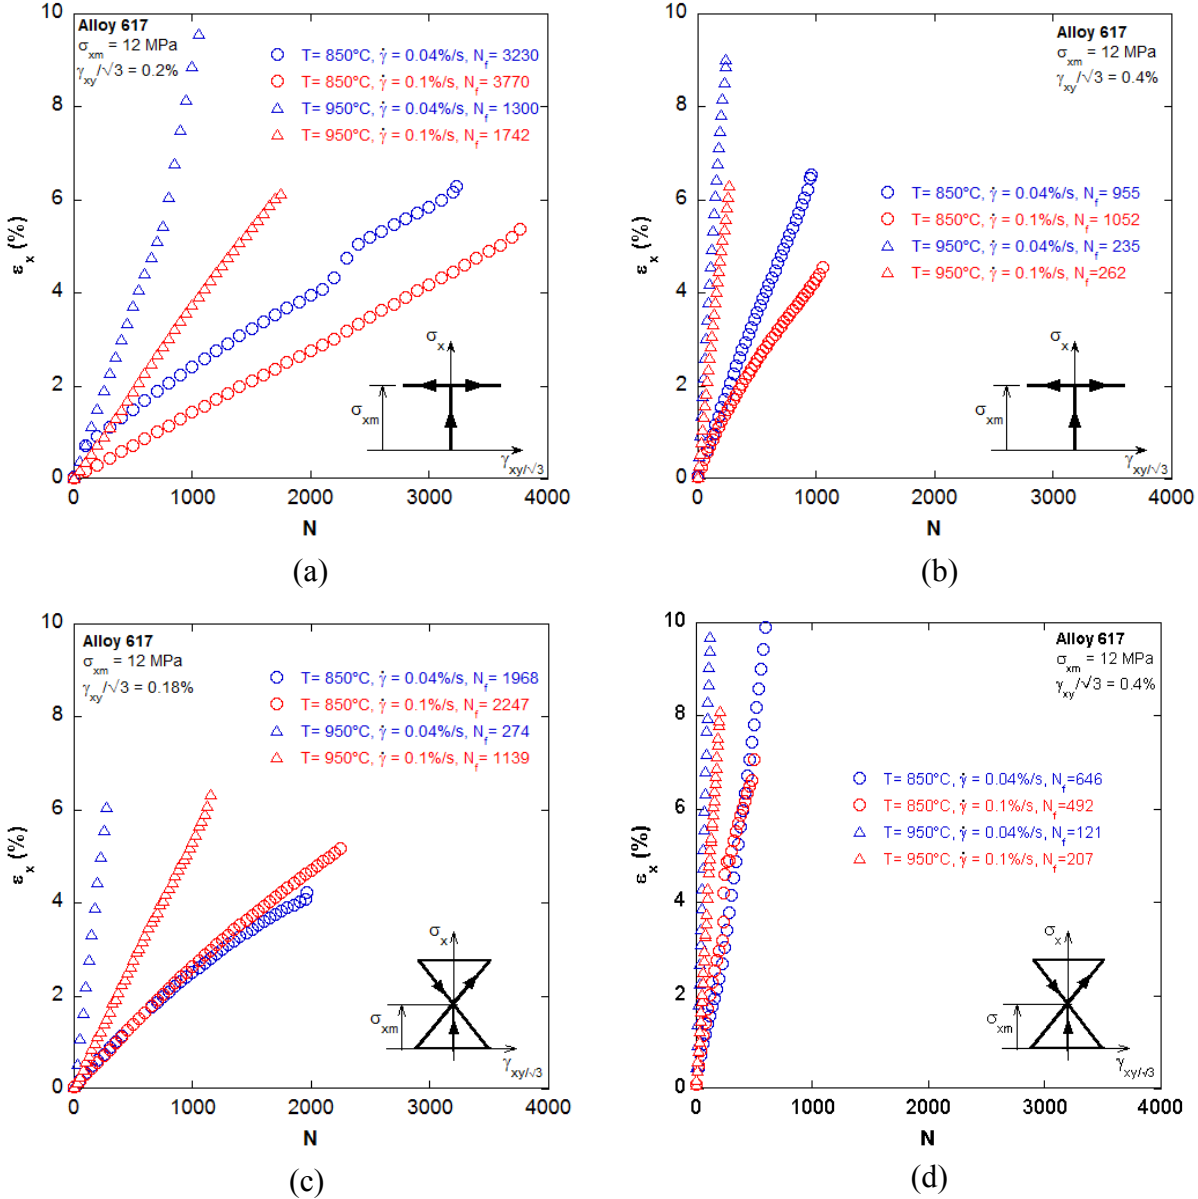 Alloy 617
σxm = 12 MPa
γxy/√3 = 0.2%
T= 850°C, γ̇ = 0.04%/s, Nf= 3230
T= 850°C, γ̇ = 0.1%/s, Nf= 3770
T= 950°C, γ̇ = 0.04%/s, Nf= 1300
T= 950°C, γ̇ = 0.1%/s, Nf= 1742
10
8
6
4
2
0
εx (%)
σx
σxm
γxy/√3
0 1000 2000 3000 4000
N
(a)
Alloy 617
σxm = 12 MPa
γxy/√3 = 0.4%
T= 850°C, γ̇ = 0.04%/s, Nf= 955
T= 850°C, γ̇ = 0.1%/s, Nf= 1052
T= 950°C, γ̇ = 0.04%/s, Nf= 235
T= 950°C, γ̇ = 0.1%/s, Nf=262
10
8
6
4
2
0
εx (%)
σx
σxm
γxy/√3
0 1000 2000 3000 4000
N
(b)
Alloy 617
σxm = 12 MPa
γxy/√3 = 0.18%
T= 850°C, γ̇ = 0.04%/s, Nf= 1968
T= 850°C, γ̇ = 0.1%/s, Nf= 2247
T= 950°C, γ̇ = 0.04%/s, Nf= 274
T= 950°C, γ̇ = 0.1%/s, Nf= 1139
10
8
6
4
2
0
εx (%)
σx
σxm
γxy/√3
0 1000 2000 3000 4000
N
(c)
Alloy 617
σxm = 12 MPa
γxy/√3 = 0.4%
T= 850°C, γ̇ = 0.04%/s, Nf=646
T= 850°C, γ̇ = 0.1%/s, Nf=492
T= 950°C, γ̇ = 0.04%/s, Nf=121
T= 950°C, γ̇ = 0.1%/s, Nf=207
10
8
6
4
2
0
εx (%)
σx
σxm
γxy/√3
0 1000 2000 3000 4000
N
(d)